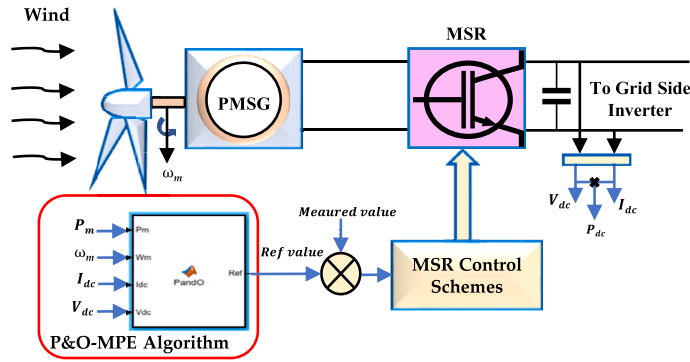 Wind
MSR
PMSG
To Grid Side
Inverter
ωm
Vdc
Idc
Pdc
Meaured value
Ref value
Pm
ωm
Idc
Vdc
Pm
Wm
Idc
Vdc
PandO
Ref
MSR Control
Schemes
P&O-MPE Algorithm